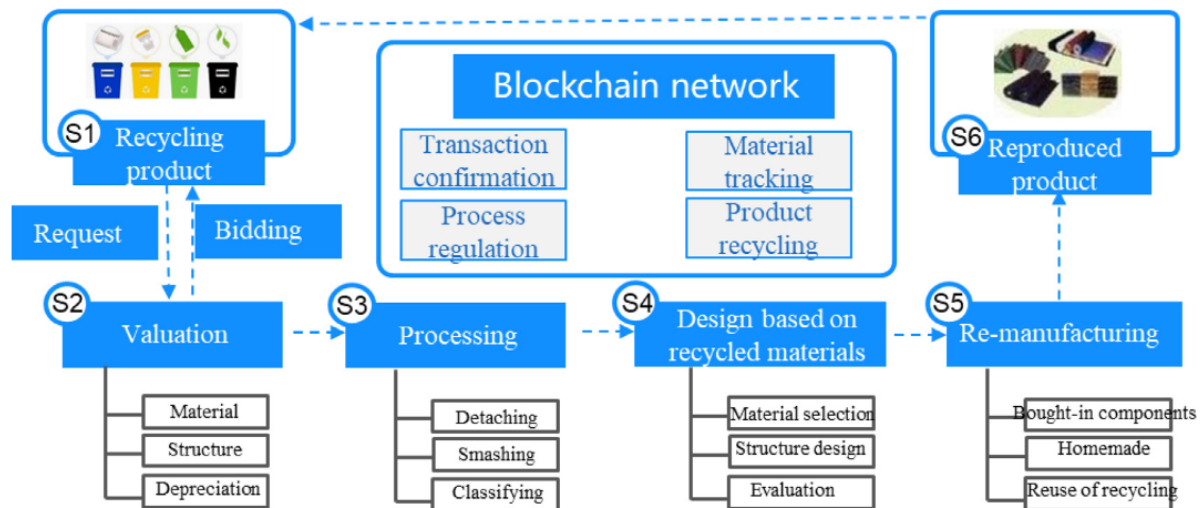 Blockchain network
Transaction
confirmation
Material
tracking
Process
regulation
Product
recycling
S1
Recycling
product
S6
Reproduced
product
Request
Bidding
S2
Valuation
S3
Processing
S4
Design based on
recycled materials
S5
Re-manufacturing
Material
Structure
Depreciation
Detaching
Smashing
Classifying
Material selection
Structure design
Evaluation
Bought-in components
Homemade
Reuse of recycling